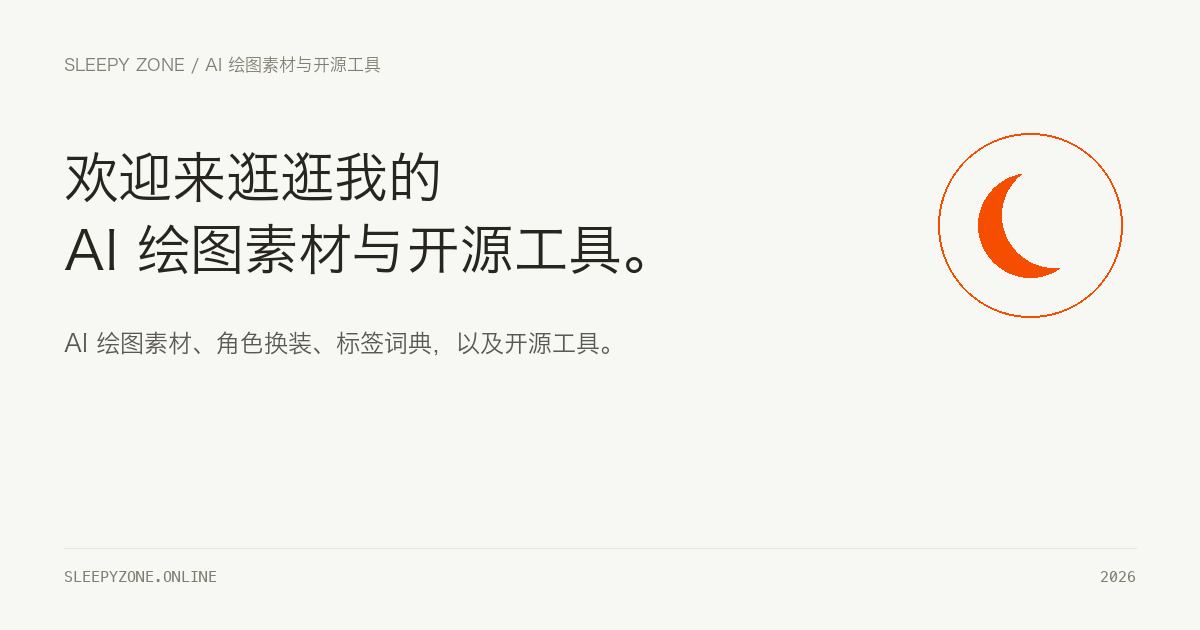 SLEEPY ZONE / AI 绘图素材与开源工具
欢迎来逛逛我的
AI 绘图素材与开源工具。
AI 绘图素材、角色换装、标签词典，以及开源工具。
SLEEPYZONE.ONLINE
2026